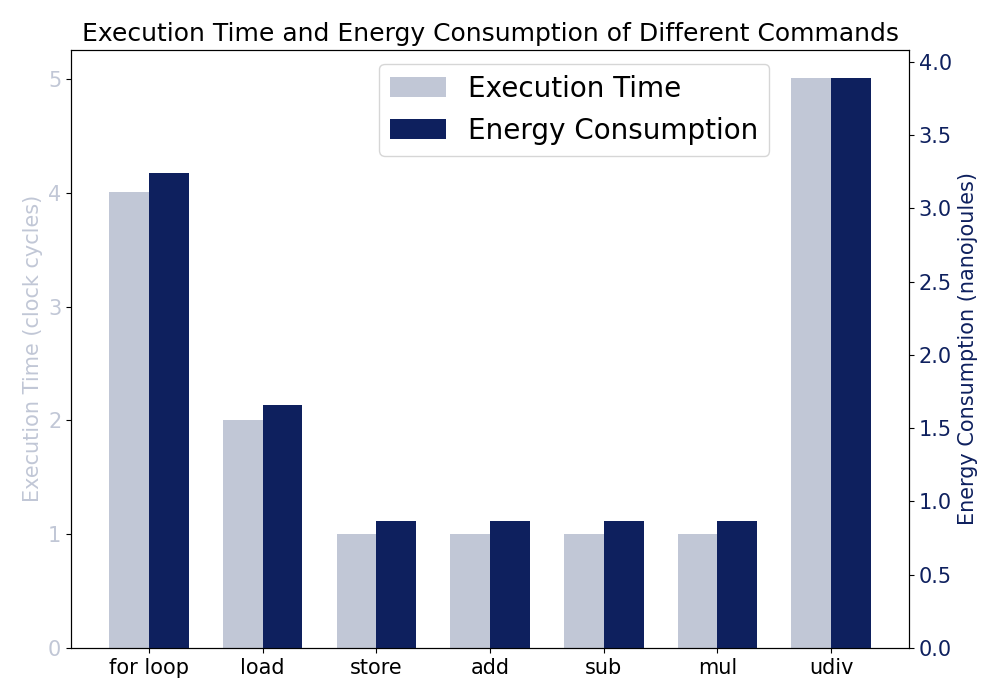 Execution Time and Energy Consumption of Different Commands
Execution Time
Energy Consumption
Execution Time (clock cycles)
5
4
3
2
1
0
Energy Consumption (nanojoules)
4.0
3.5
3.0
2.5
2.0
1.5
1.0
0.5
0.0
for loop load store add sub mul udiv